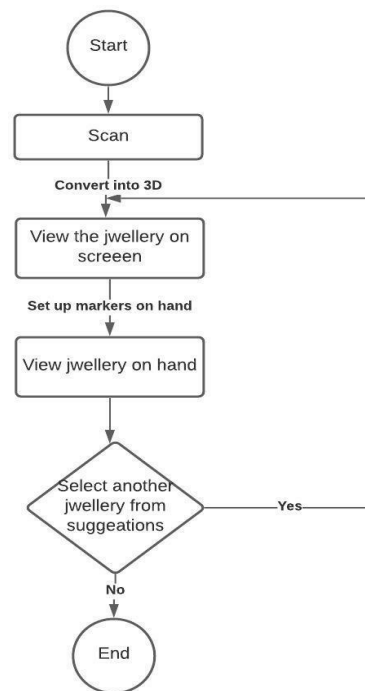 Start
Scan
Convert into 3D
View the jwellery on
screeen
Set up markers on hand
View jwellery on hand
Select another
jwellery from
suggeations
Yes
No
End